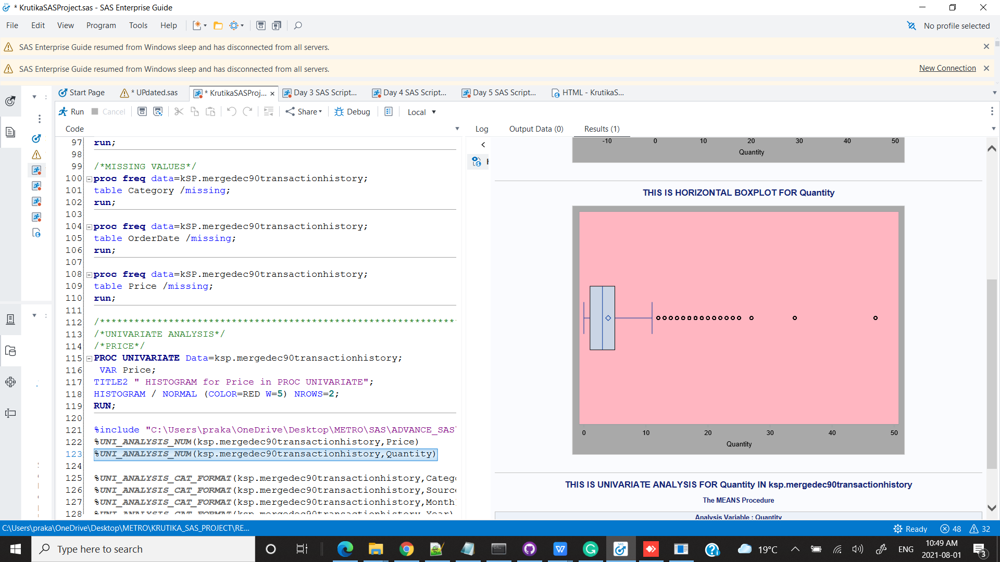 * KrutikaSASProject.sas - SAS Enterprise Guide
File Edit View Program Tools Help
No profile selected
SAS Enterprise Guide resumed from Windows sleep and has disconnected from all servers.
SAS Enterprise Guide resumed from Windows sleep and has disconnected from all servers.
New Connection
Start Page * UPdated.sas * KrutikaSASProj... Day 3 SAS Script... Day 4 SAS Script... Day 5 SAS Script... HTML - KrutikaS...
Run Cancel Share Debug Local
Code
97 run;
98
99 /*MISSING VALUES*/
100 proc freq data=kSP.mergedec90transactionhistory;
101 table Category /missing;
102 run;
103
104 proc freq data=kSP.mergedec90transactionhistory;
105 table OrderDate /missing;
106 run;
107
108 proc freq data=kSP.mergedec90transactionhistory;
109 table Price /missing;
110 run;
111
112 /***************************************************************
113 /*UNIVARIATE ANALYSIS*/
114 /*PRICE*/
115 PROC UNIVARIATE Data=ksp.mergedec90transactionhistory;
116 VAR Price;
117 TITLE2 " HISTOGRAM for Price in PROC UNIVARIATE";
118 HISTOGRAM / NORMAL (COLOR=RED W=5) NROWS=2;
119 RUN;
120
121 %include "C:\Users\praka\OneDrive\Desktop\METRO\SAS\ADVANCE_SAS\
122 %UNI_ANALYSIS_NUM(ksp.mergedec90transactionhistory,Price)
123 %UNI_ANALYSIS_NUM(ksp.mergedec90transactionhistory,Quantity)
124
125 %UNI_ANALYSIS_CAT_FORMAT(ksp.mergedec90transactionhistory,Catego
126 %UNI_ANALYSIS_CAT_FORMAT(ksp.mergedec90transactionhistory,Source
127 %UNI_ANALYSIS_CAT_FORMAT(ksp.mergedec90transactionhistory,Month)
128 %UNI_ANALYSIS_CAT_FORMAT(ksp.mergedec90transactionhistory,Year)
Log Output Data (0) Results (1)
-10 0 10 20 30 40 50
Quantity
THIS IS HORIZONTAL BOXPLOT FOR Quantity
0 10 20 30 40 50
Quantity
THIS IS UNIVARIATE ANALYSIS FOR Quantity IN ksp.mergedec90transactionhistory
The MEANS Procedure
Analysis Variable : Quantity
C:\Users\praka\OneDrive\Desktop\METRO\KRUTIKA_SAS_PROJECT\RE...
Ready 48 32
Type here to search
19°C
ENG
10:49 AM
2021-08-01
3